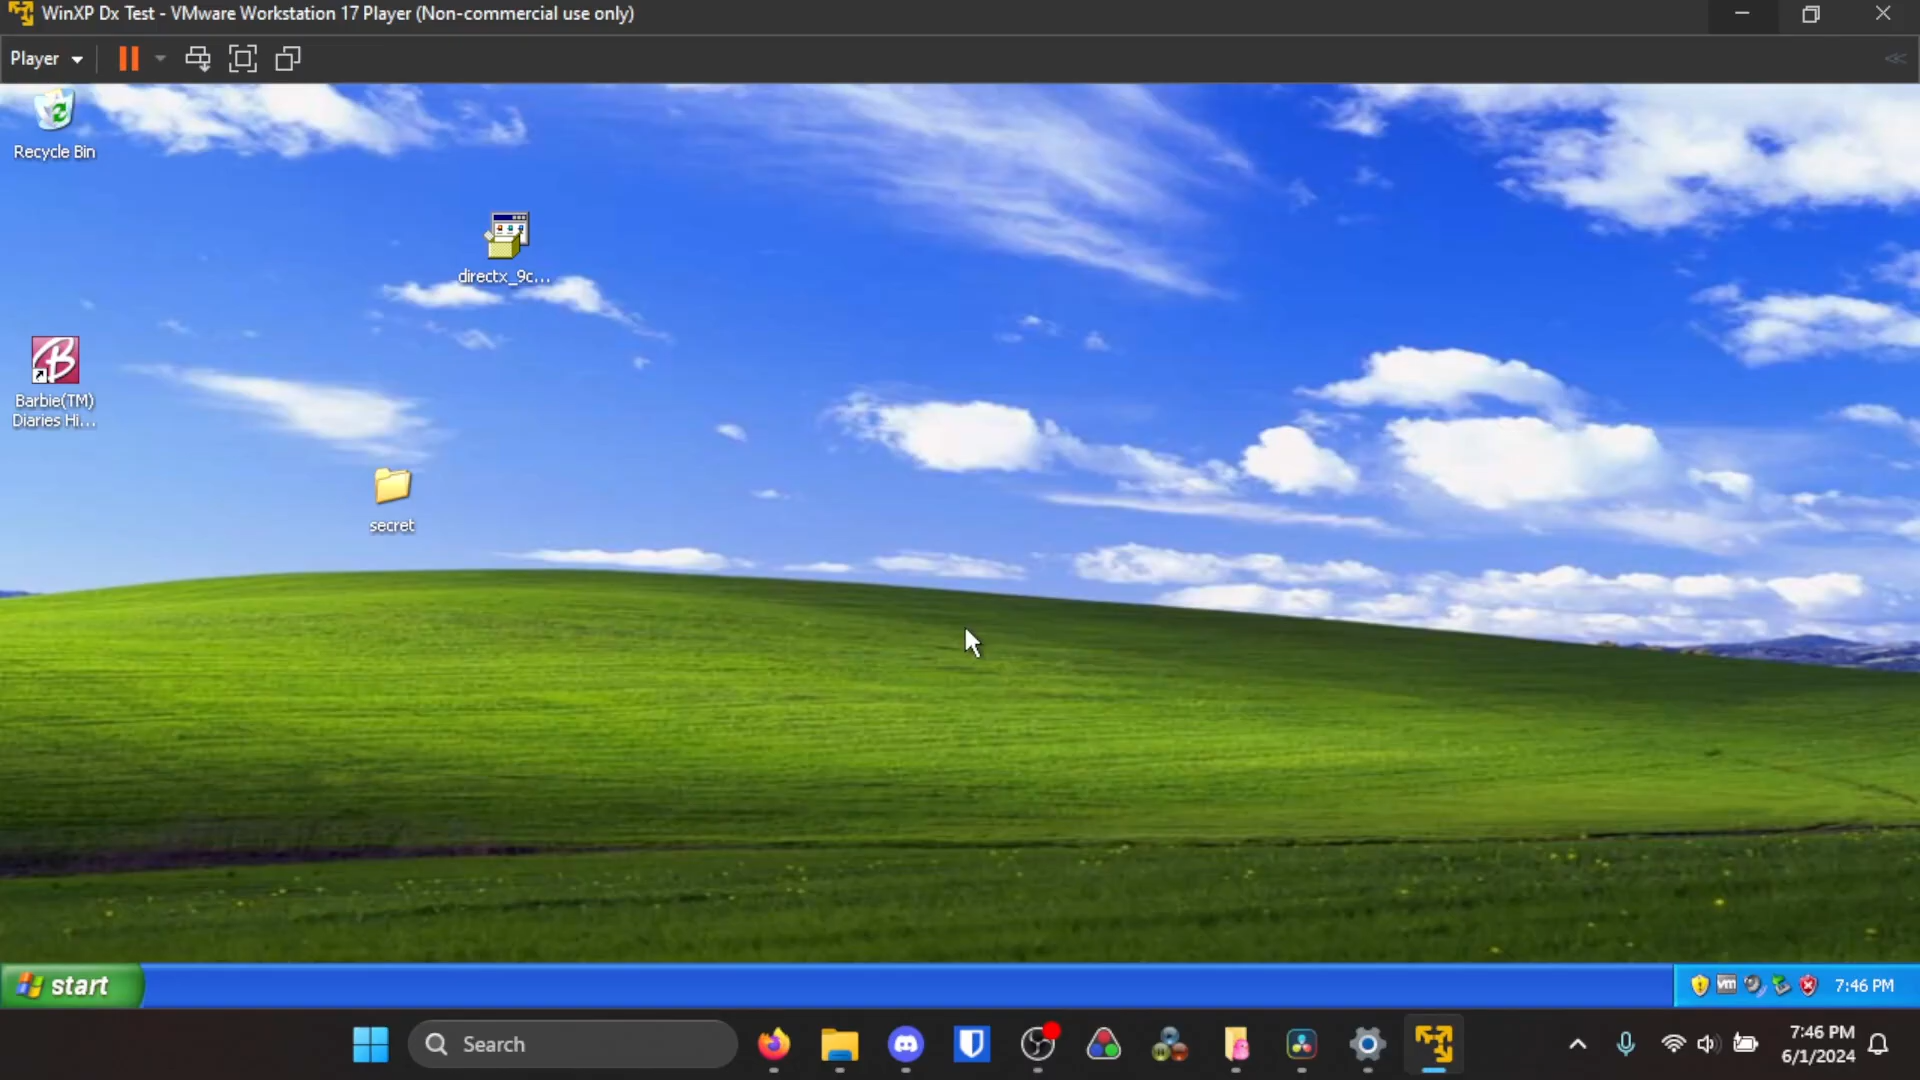 WinXP Dx Test - VMware Workstation 17 Player (Non-commercial use only)
Player
Recycle Bin
directx_9c...
Barbie(TM)
Diaries Hi...
secret
start
vm
7:46 PM
Search
7:46 PM
6/1/2024